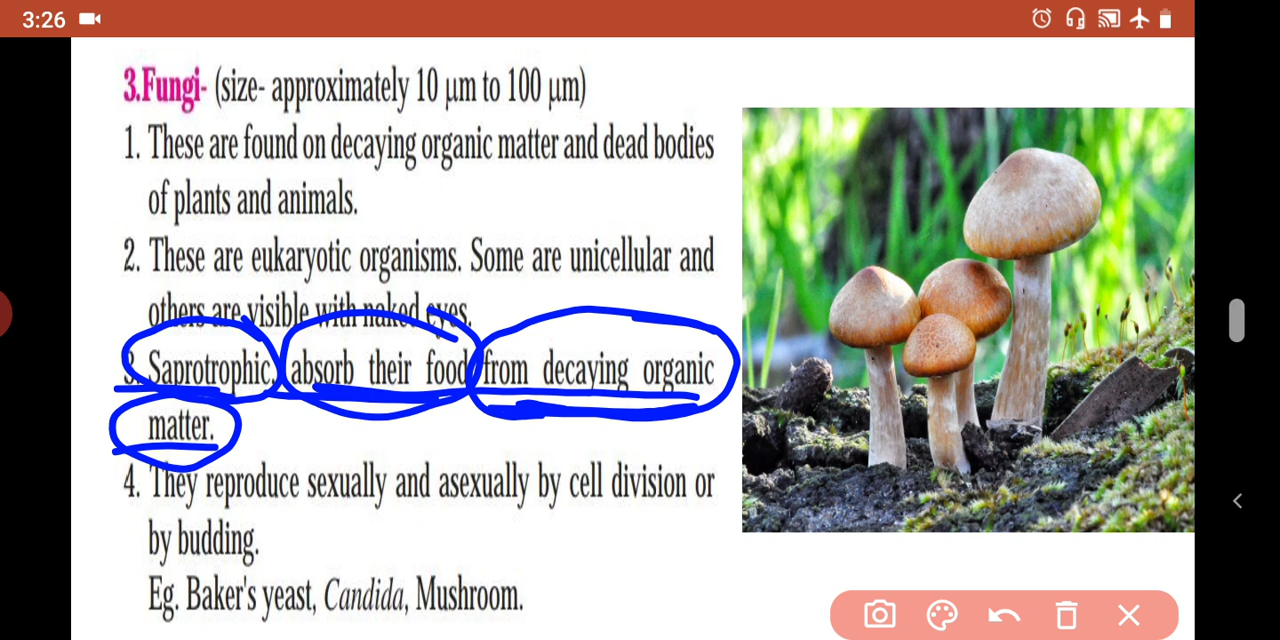 3:26
3.Fungi- (size- approximately 10 μm to 100 μm)
1. These are found on decaying organic matter and dead bodies
of plants and animals.
2. These are eukaryotic organisms. Some are unicellular and
others are visible with naked eyes.
3. Saprotrophic, absorb their food from decaying organic
matter.
4. They reproduce sexually and asexually by cell division or
by budding.
Eg. Baker's yeast, Candida, Mushroom.